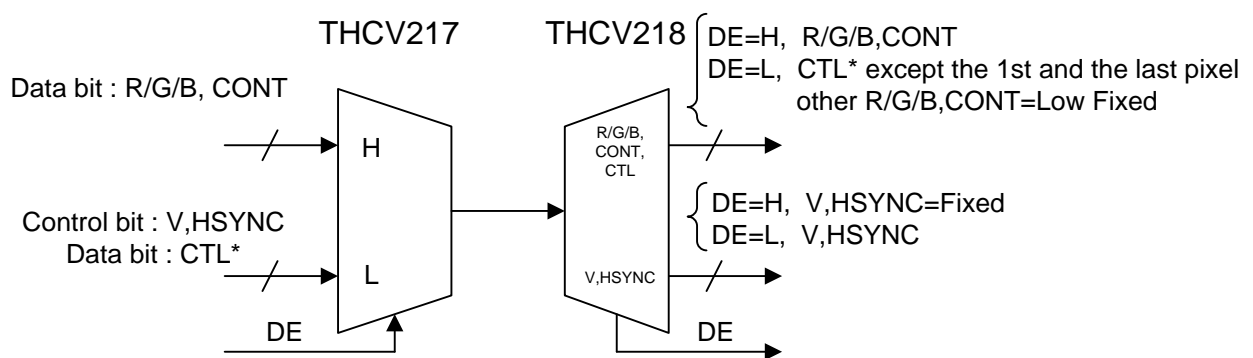 THCV217
THCV218
DE=H, R/G/B,CONT
DE=L, CTL* except the 1st and the last pixel
other R/G/B,CONT=Low Fixed
Data bit : R/G/B, CONT
H
R/G/B,
CONT,
CTL
Control bit : V,HSYNC
Data bit : CTL*
L
DE=H, V,HSYNC=Fixed
DE=L, V,HSYNC
V,HSYNC
DE
DE